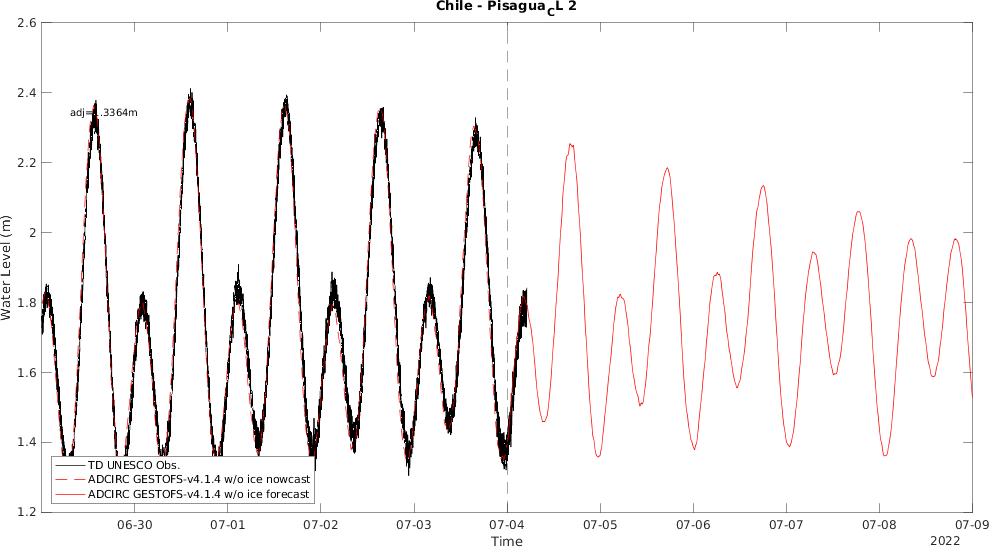 Chile - PisaguaCL 2
2.6
2.4
adj=1.3364m
2.2
2
Water Level (m)
1.8
1.6
1.4
TD UNESCO Obs.
ADCIRC GESTOFS-v4.1.4 w/o ice nowcast
ADCIRC GESTOFS-v4.1.4 w/o ice forecast
1.2
06-30 07-01 07-02 07-03 07-04 07-05 07-06 07-07 07-08 07-09
Time
2022